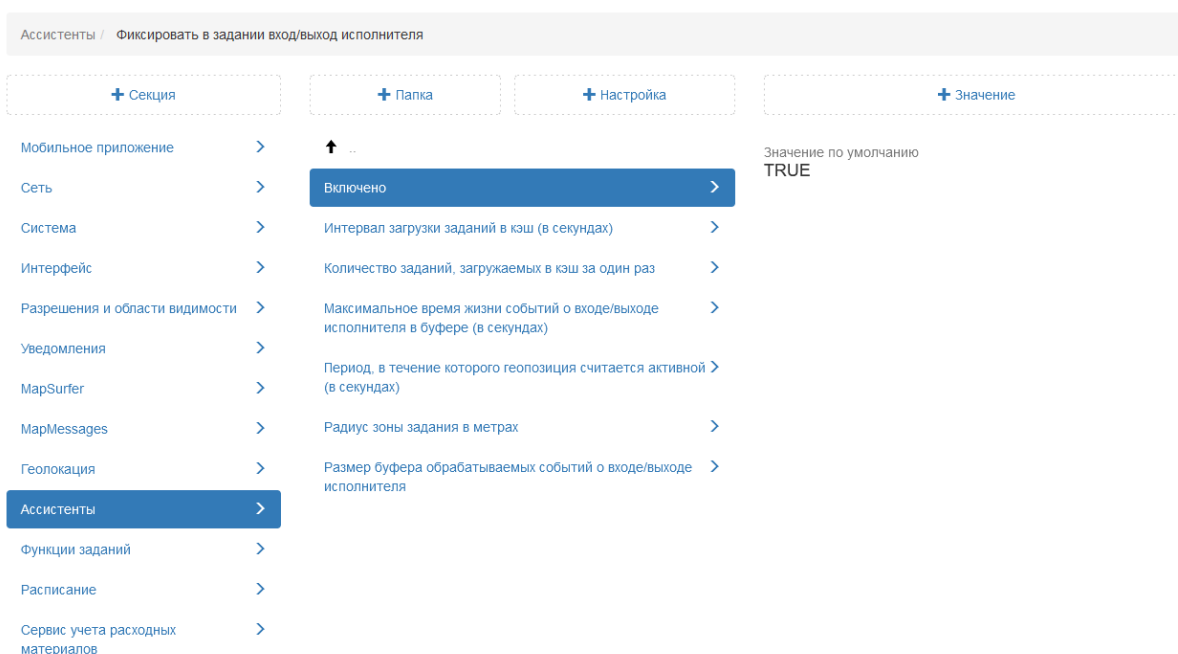 Ассистенты / Фиксировать в задании вход/выход исполнителя
+ Секция
+ Папка
+ Настройка
+ Значение
Мобильное приложение
Сеть
Система
Интерфейс
Разрешения и области видимости
Уведомления
MapSurfer
MapMessages
Геолокация
Ассистенты
Функции заданий
Расписание
Сервис учета расходных
материалов
..
Включено
Интервал загрузки заданий в кэш (в секундах)
Количество заданий, загружаемых в кэш за один раз
Максимальное время жизни событий о входе/выходе
исполнителя в буфере (в секундах)
Период, в течение которого геопозиция считается активной
(в секундах)
Радиус зоны задания в метрах
Размер буфера обрабатываемых событий о входе/выходе
исполнителя
Значение по умолчанию
TRUE